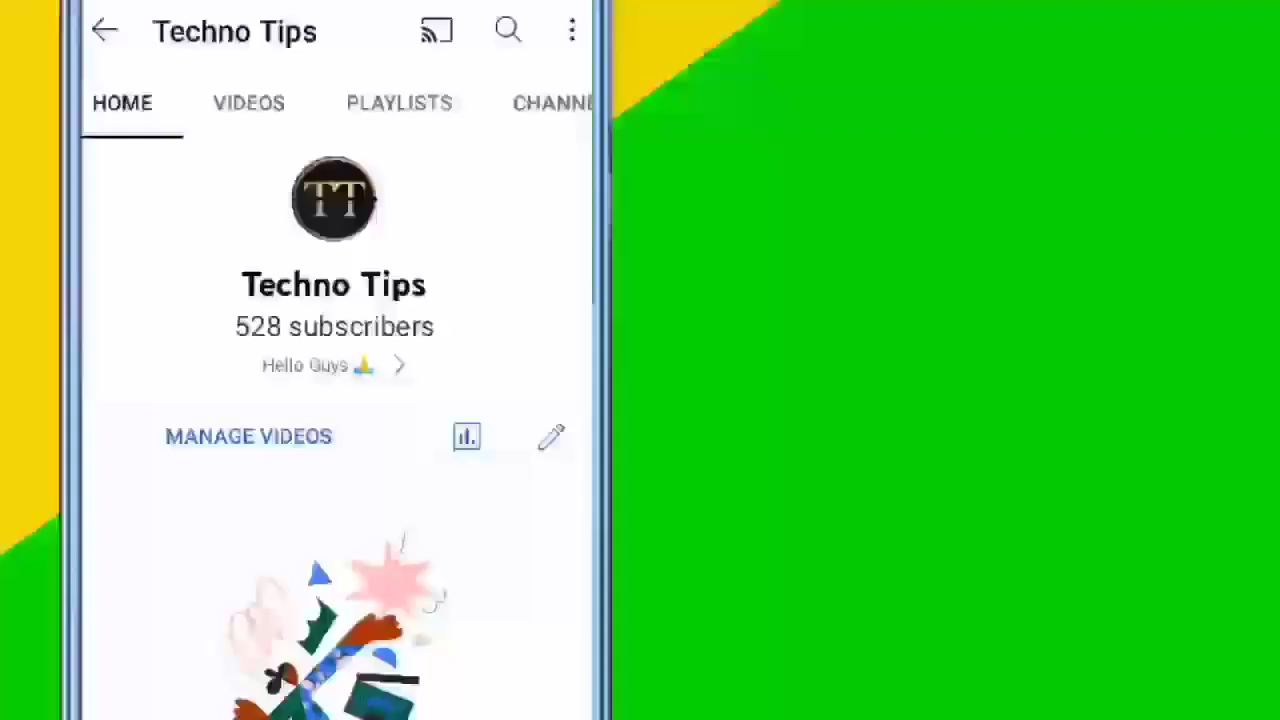 Techno Tips
HOME VIDEOS PLAYLISTS CHANNE
TT
Techno Tips
528 subscribers
Hello Guys 🙏
MANAGE VIDEOS